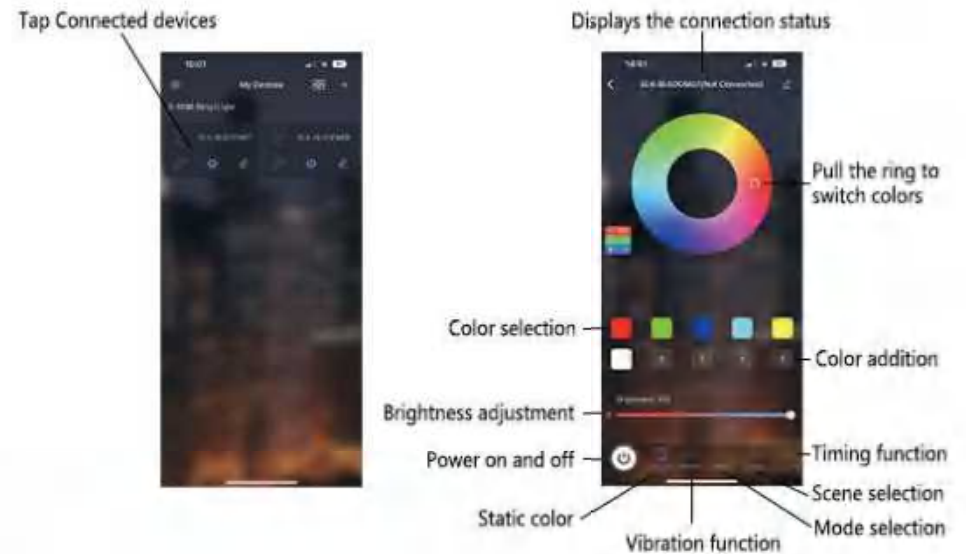 Tap Connected devices
Displays the connection status
My Devices
Pull the ring to
switch colors
Color selection
Color addition
Brightness adjustment
Power on and off
Timing function
Scene selection
Static color
Mode selection
Vibration function